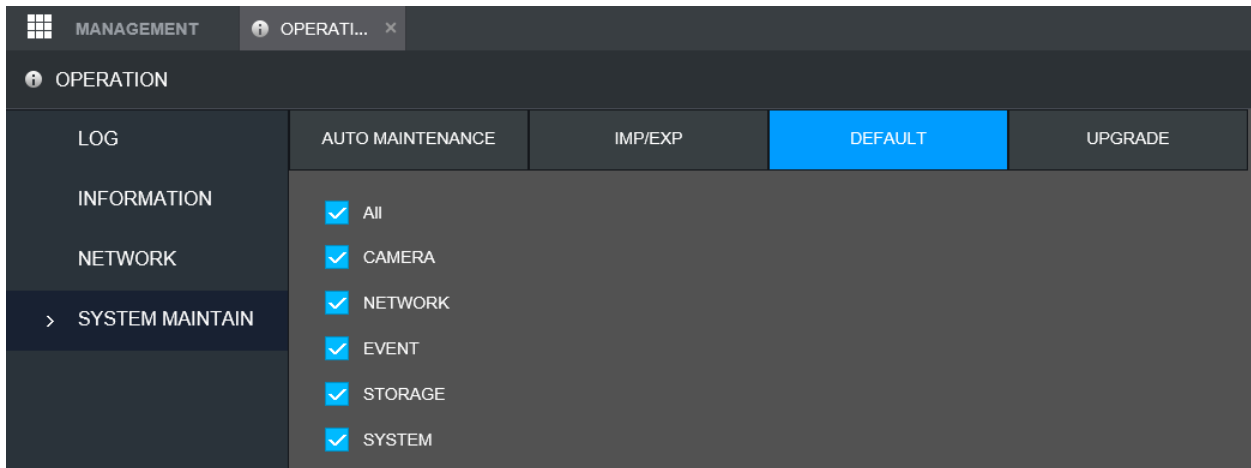 MANAGEMENT OPERATI... ×
OPERATION
LOG
INFORMATION
NETWORK
> SYSTEM MAINTAIN
AUTO MAINTENANCE IMP/EXP DEFAULT UPGRADE
All
CAMERA
NETWORK
EVENT
STORAGE
SYSTEM